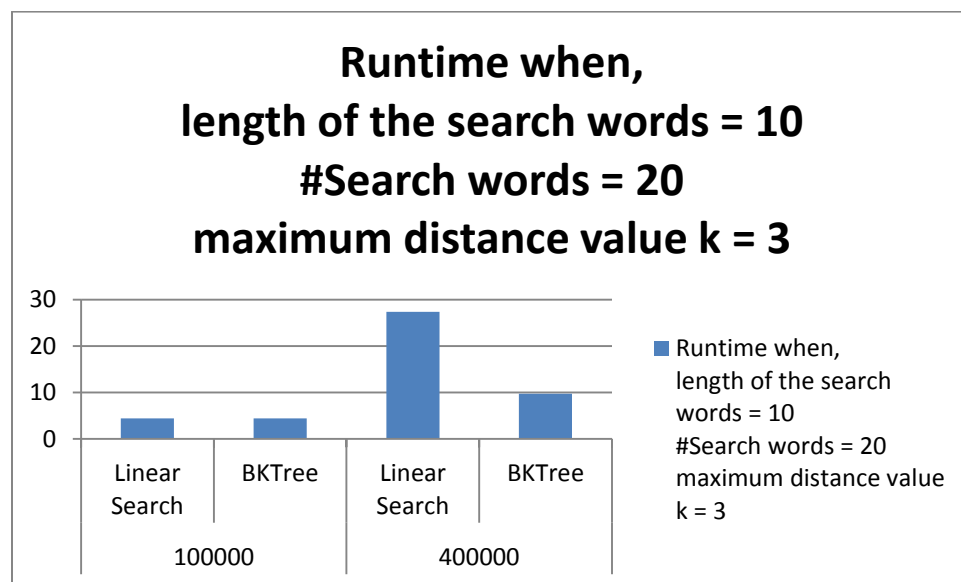 Runtime when,
length of the search words = 10
#Search words = 20
maximum distance value k = 3
30
20
10
0
Linear Search
BKTree
Linear Search
BKTree
100000
400000
Runtime when,
length of the search
words = 10
#Search words = 20
maximum distance value
k = 3